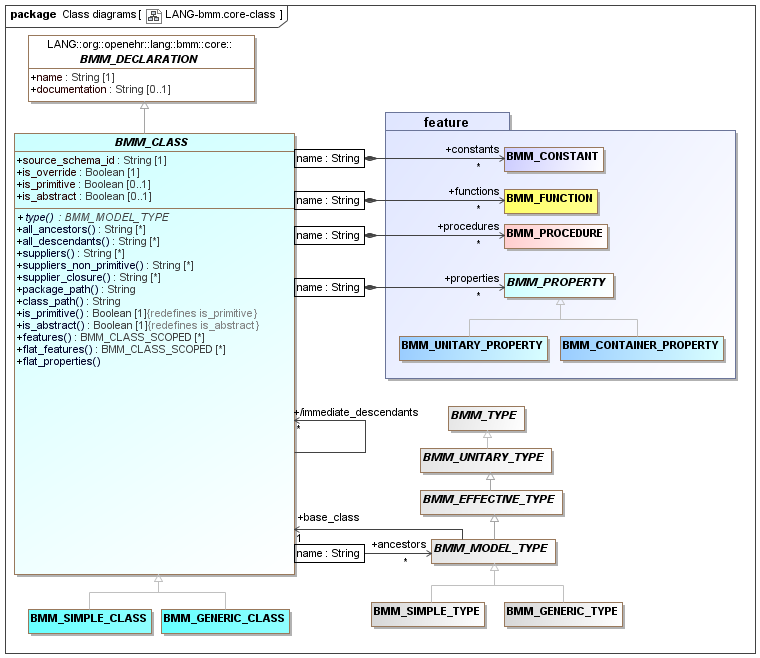 package Class diagrams [ LANG-bmm.core-class ]
LANG::org::openehr::lang::bmm::core::
BMM_DECLARATION
+name : String [1]
+documentation : String [0..1]
BMM_CLASS
+source_schema_id : String [1]
+is_override : Boolean [1]
+is_primitive : Boolean [0..1]
+is_abstract : Boolean [0..1]
+type() : BMM_MODEL_TYPE
+all_ancestors() : String [*]
+all_descendants() : String [*]
+suppliers() : String [*]
+suppliers_non_primitive() : String [*]
+supplier_closure() : String [*]
+package_path() : String
+class_path() : String
+is_primitive() : Boolean [1]{redefines is_primitive}
+is_abstract() : Boolean [1]{redefines is_abstract}
+features() : BMM_CLASS_SCOPED [*]
+flat_features() : BMM_CLASS_SCOPED [*]
+flat_properties()
feature
name : String
+constants
*
BMM_CONSTANT
name : String
+functions
*
BMM_FUNCTION
name : String
+procedures
*
BMM_PROCEDURE
name : String
+properties
*
BMM_PROPERTY
BMM_UNITARY_PROPERTY
BMM_CONTAINER_PROPERTY
+/immediate_descendants
*
BMM_TYPE
BMM_UNITARY_TYPE
BMM_EFFECTIVE_TYPE
+base_class
1
name : String
+ancestors
*
BMM_MODEL_TYPE
BMM_SIMPLE_CLASS
BMM_GENERIC_CLASS
BMM_SIMPLE_TYPE
BMM_GENERIC_TYPE